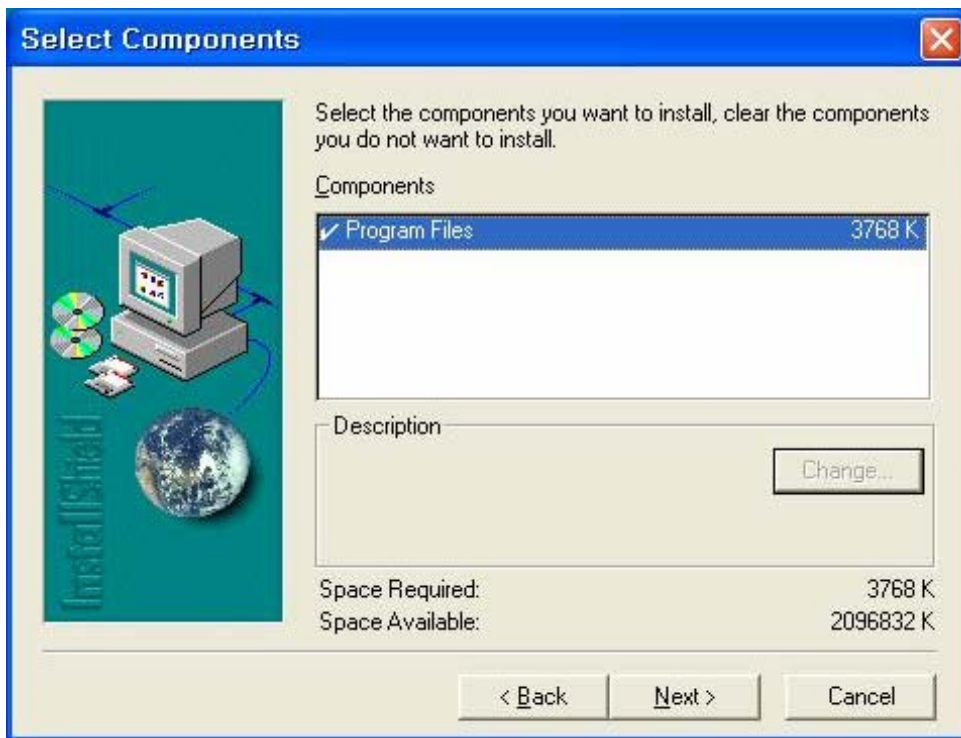 Select Components
Select the components you want to install, clear the components
you do not want to install.
Components
Program Files 3768 K
Description
Change...
Space Required: 3768 K
Space Available: 2096832 K
InstallShield
< Back Next > Cancel